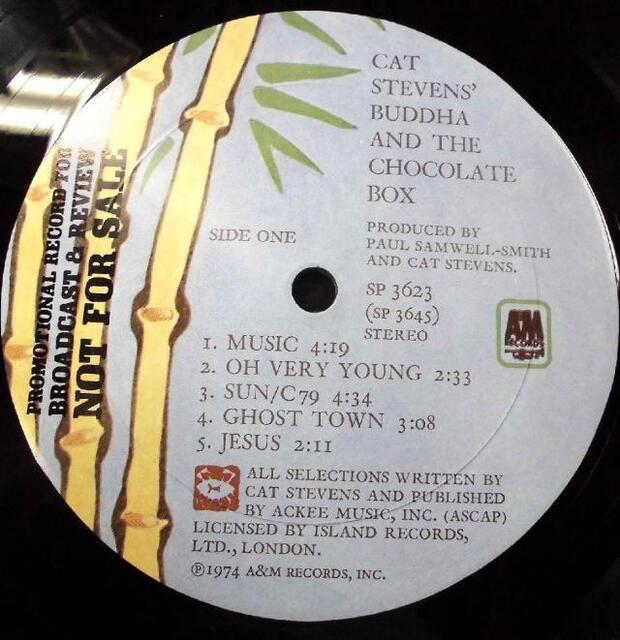 CAT
STEVENS'
BUDDHA
AND THE
CHOCOLATE
BOX
PROMOTIONAL RECORD FOR
BROADCAST & REVIEW
NOT FOR SALE
SIDE ONE
PRODUCED BY
PAUL SAMWELL-SMITH
AND CAT STEVENS.
SP 3623
(SP 3645)
STEREO
A&M
RECORDS
1. MUSIC 4:19
2. OH VERY YOUNG 2:33
3. SUN/C79 4:34
4. GHOST TOWN 3:08
5. JESUS 2:11
ALL SELECTIONS WRITTEN BY
CAT STEVENS AND PUBLISHED
BY ACKEE MUSIC, INC. (ASCAP)
LICENSED BY ISLAND RECORDS,
LTD., LONDON.
℗1974 A&M RECORDS, INC.